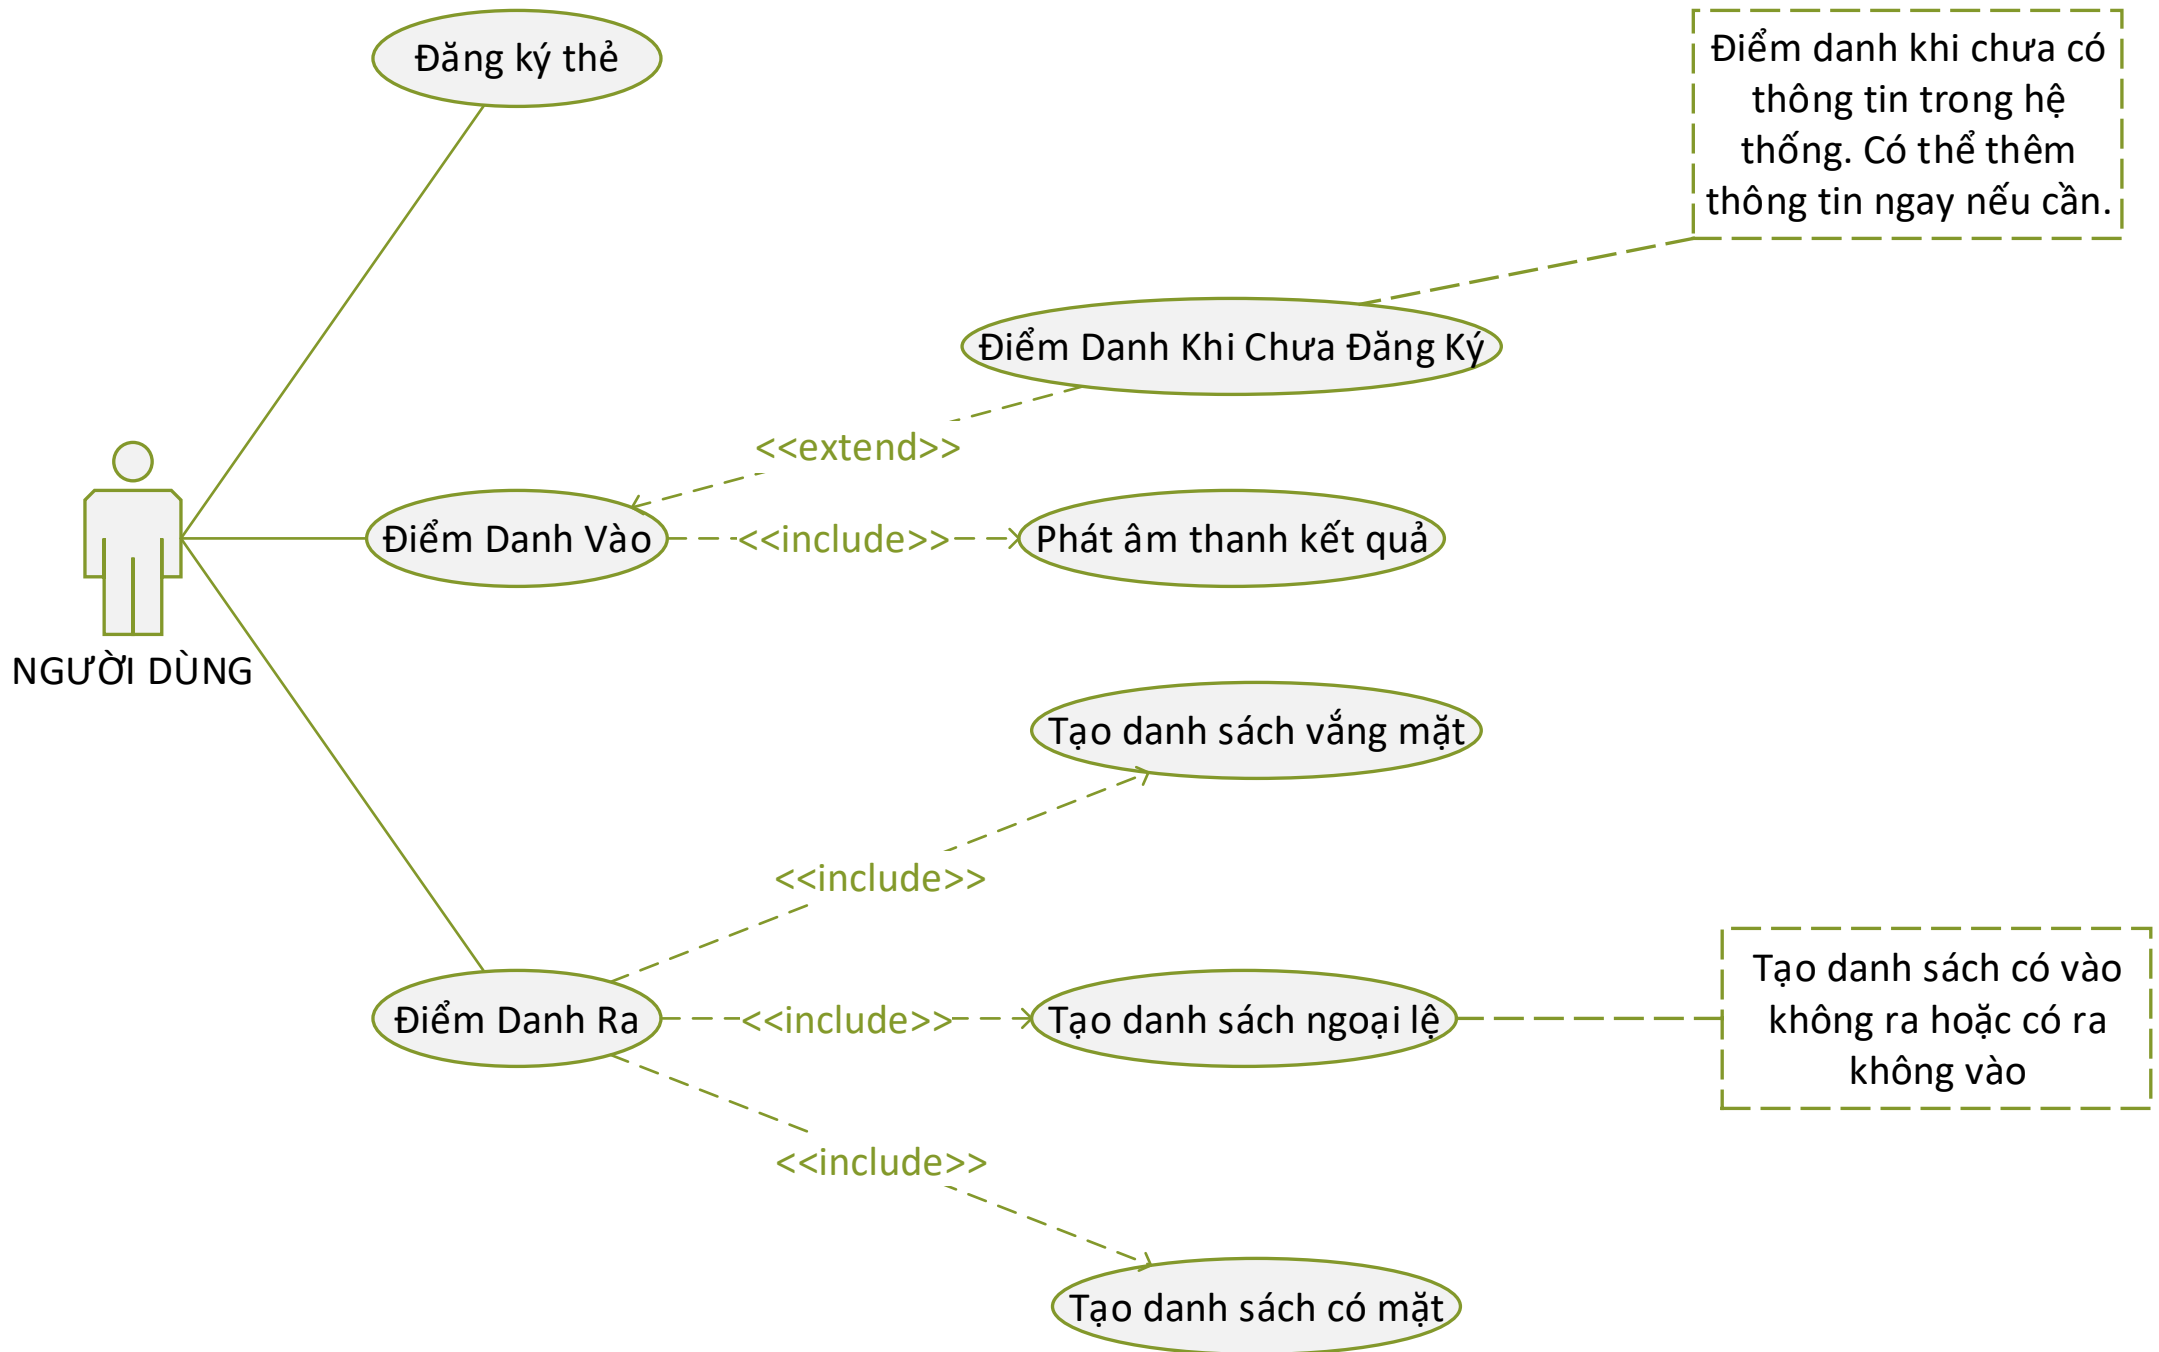 Đăng ký thẻ
Điểm danh khi chưa có
thông tin trong hệ
thống. Có thể thêm
thông tin ngay nếu cần.
Điểm Danh Khi Chưa Đăng Ký
<<extend>>
Điểm Danh Vào
<<include>>
Phát âm thanh kết quả
NGƯỜI DÙNG
Tạo danh sách vắng mặt
<<include>>
Điểm Danh Ra
<<include>>
Tạo danh sách ngoại lệ
Tạo danh sách có vào
không ra hoặc có ra
không vào
<<include>>
Tạo danh sách có mặt